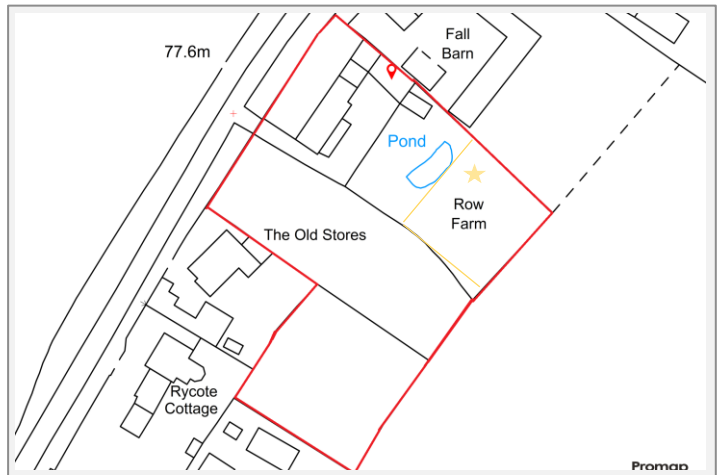 77.6m
Fall
Barn
Pond
Row
Farm
The Old Stores
Rycote
Cottage
Promap